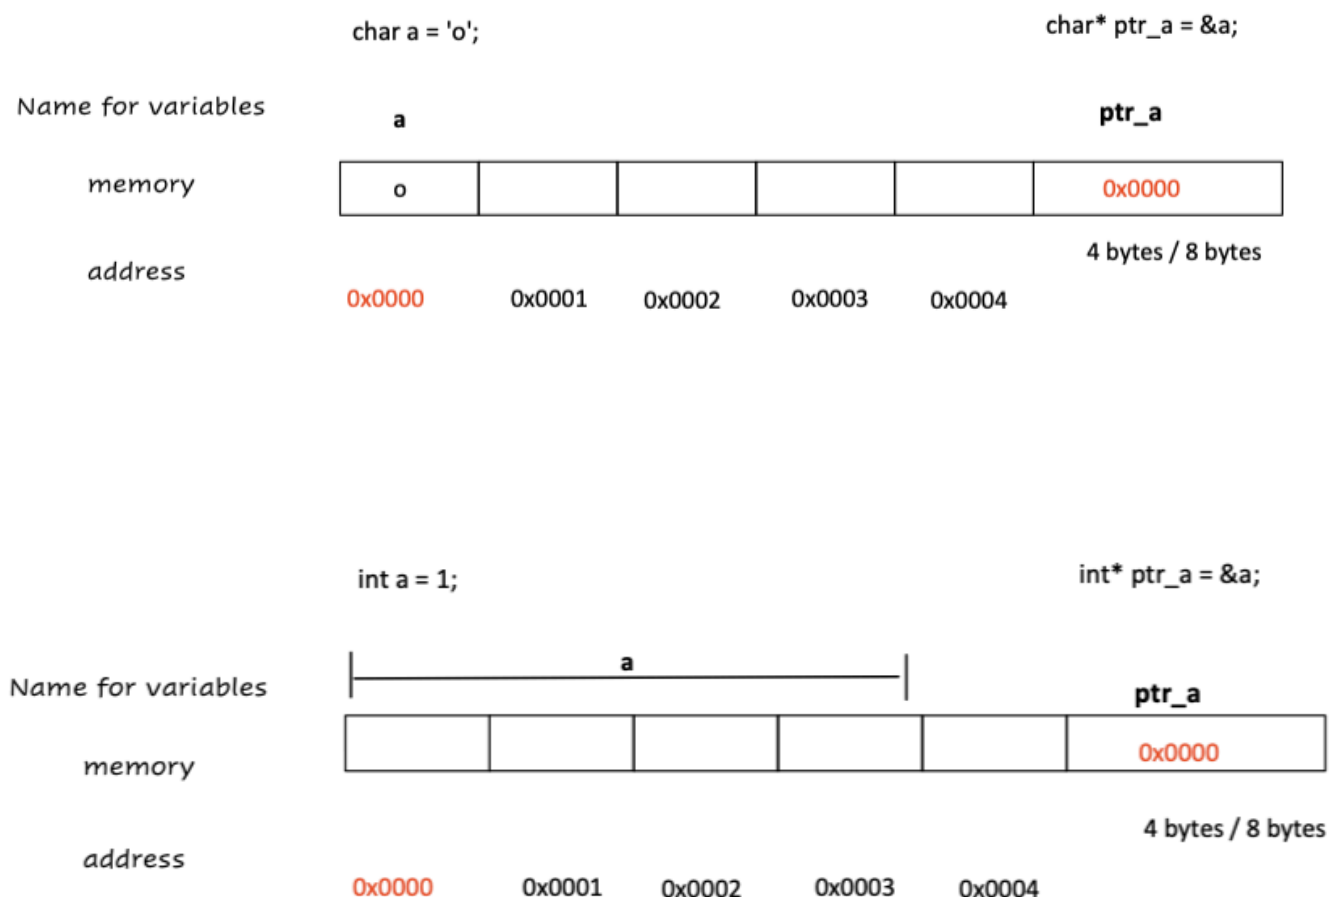 char a = 'o';
char* ptr_a = &a;
Name for variables
a
ptr_a
memory
o
0x0000
4 bytes / 8 bytes
address
0x0000 0x0001 0x0002 0x0003 0x0004
int a = 1;
int* ptr_a = &a;
a
Name for variables
ptr_a
memory
0x0000
4 bytes / 8 bytes
address
0x0000 0x0001 0x0002 0x0003 0x0004